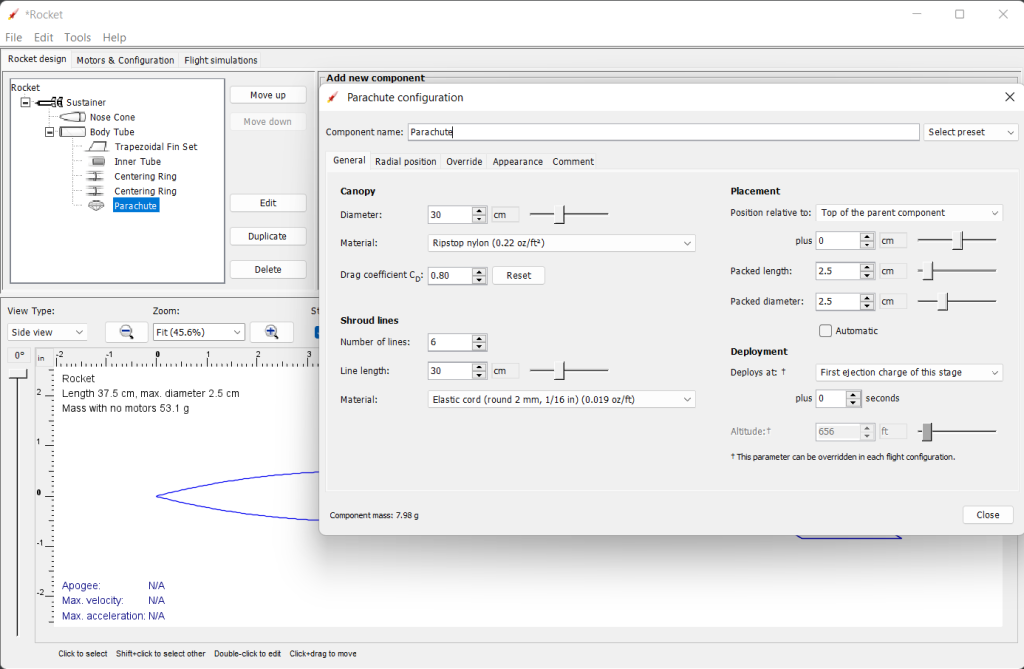 *Rocket
File Edit Tools Help
Rocket design Motors & Configuration Flight simulations
Rocket
Sustainer
Nose Cone
Body Tube
Trapezoidal Fin Set
Inner Tube
Centering Ring
Centering Ring
Parachute
Move up
Move down
Edit
Duplicate
Delete
Add new component
Parachute configuration
Component name: Parachute Select preset
General Radial position Override Appearance Comment
Canopy
Diameter: 30 cm
Material: Ripstop nylon (0.22 oz/ft²)
Drag coefficient CD: 0.80 Reset
Shroud lines
Number of lines: 6
Line length: 30 cm
Material: Elastic cord (round 2 mm, 1/16 in) (0.019 oz/ft)
Placement
Position relative to: Top of the parent component
plus 0 cm
Packed length: 2.5 cm
Packed diameter: 2.5 cm
Automatic
Deployment
Deploys at: † First ejection charge of this stage
plus 0 seconds
Altitude:† 656 ft
† This parameter can be overridden in each flight configuration.
Component mass: 7.98 g
Close
View Type: Zoom: St
Side view Fit (45.6%)
0° in -2 -1 0 1 2 3
2
1
0
-1
-2
Rocket
Length 37.5 cm, max. diameter 2.5 cm
Mass with no motors 53.1 g
Apogee: N/A
Max. velocity: N/A
Max. acceleration: N/A
Click to select Shift+click to select other Double-click to edit Click+drag to move